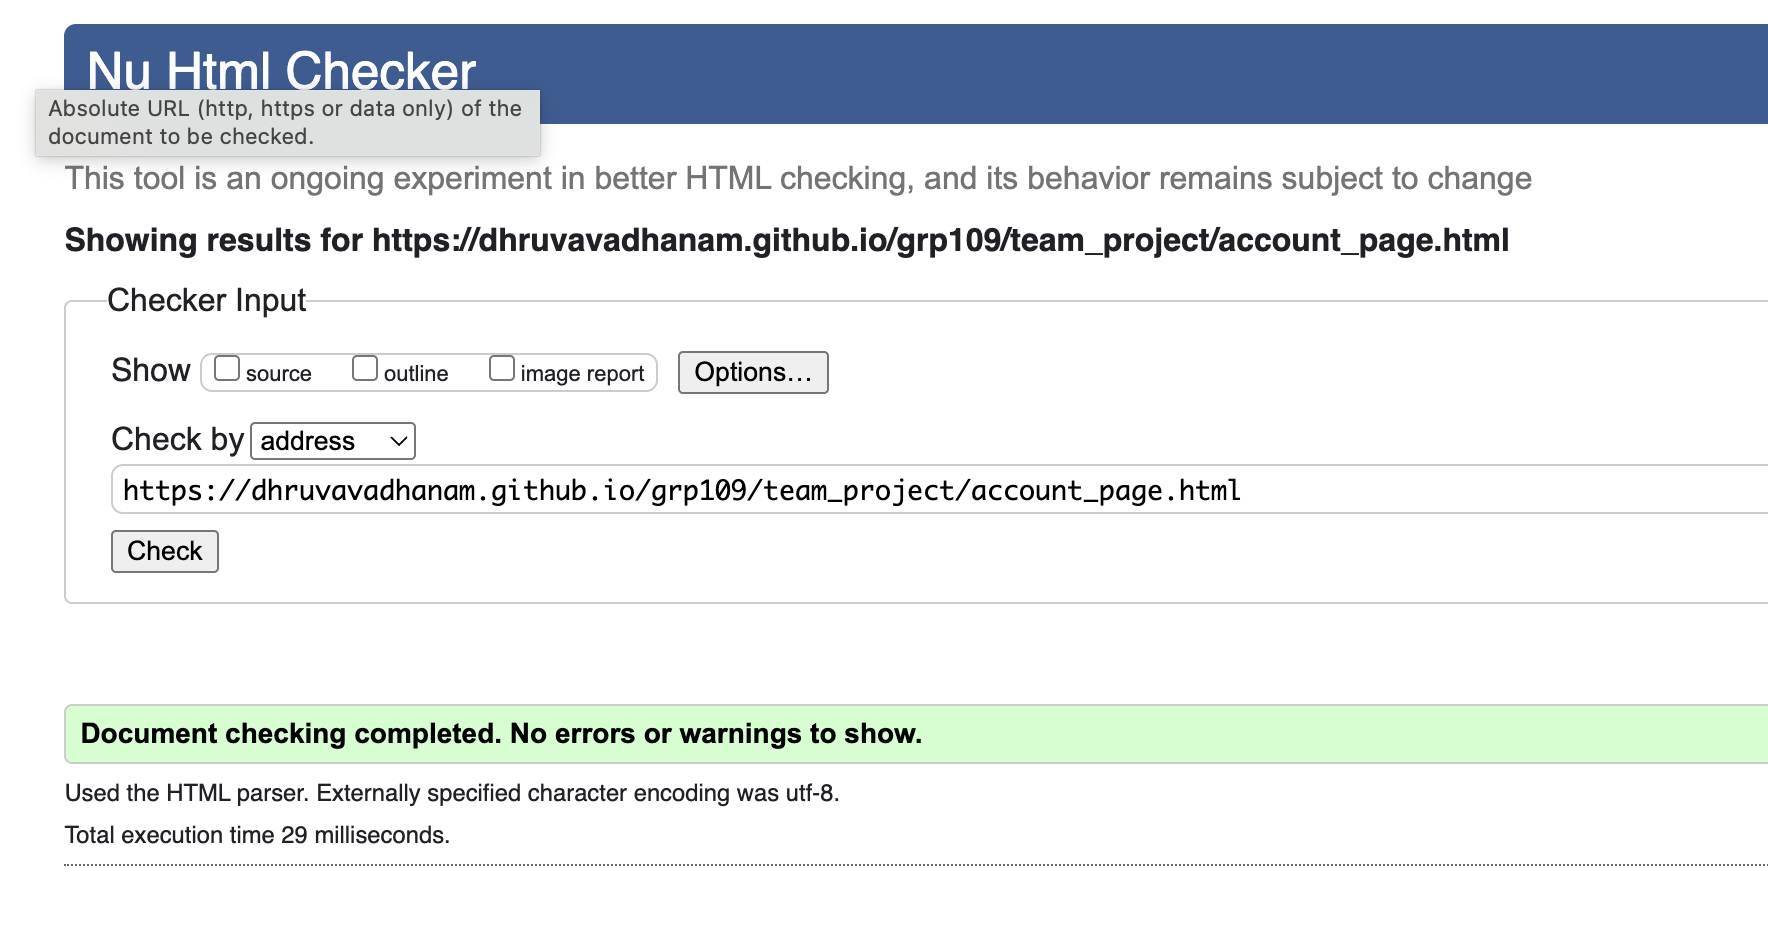 Nu Html Checker
Absolute URL (http, https or data only) of the
document to be checked.
This tool is an ongoing experiment in better HTML checking, and its behavior remains subject to change
Showing results for https://dhruvavadhanam.github.io/grp109/team_project/account_page.html
Checker Input
Show source outline image report Options...
Check by address
https://dhruvavadhanam.github.io/grp109/team_project/account_page.html
Check
Document checking completed. No errors or warnings to show.
Used the HTML parser. Externally specified character encoding was utf-8.
Total execution time 29 milliseconds.